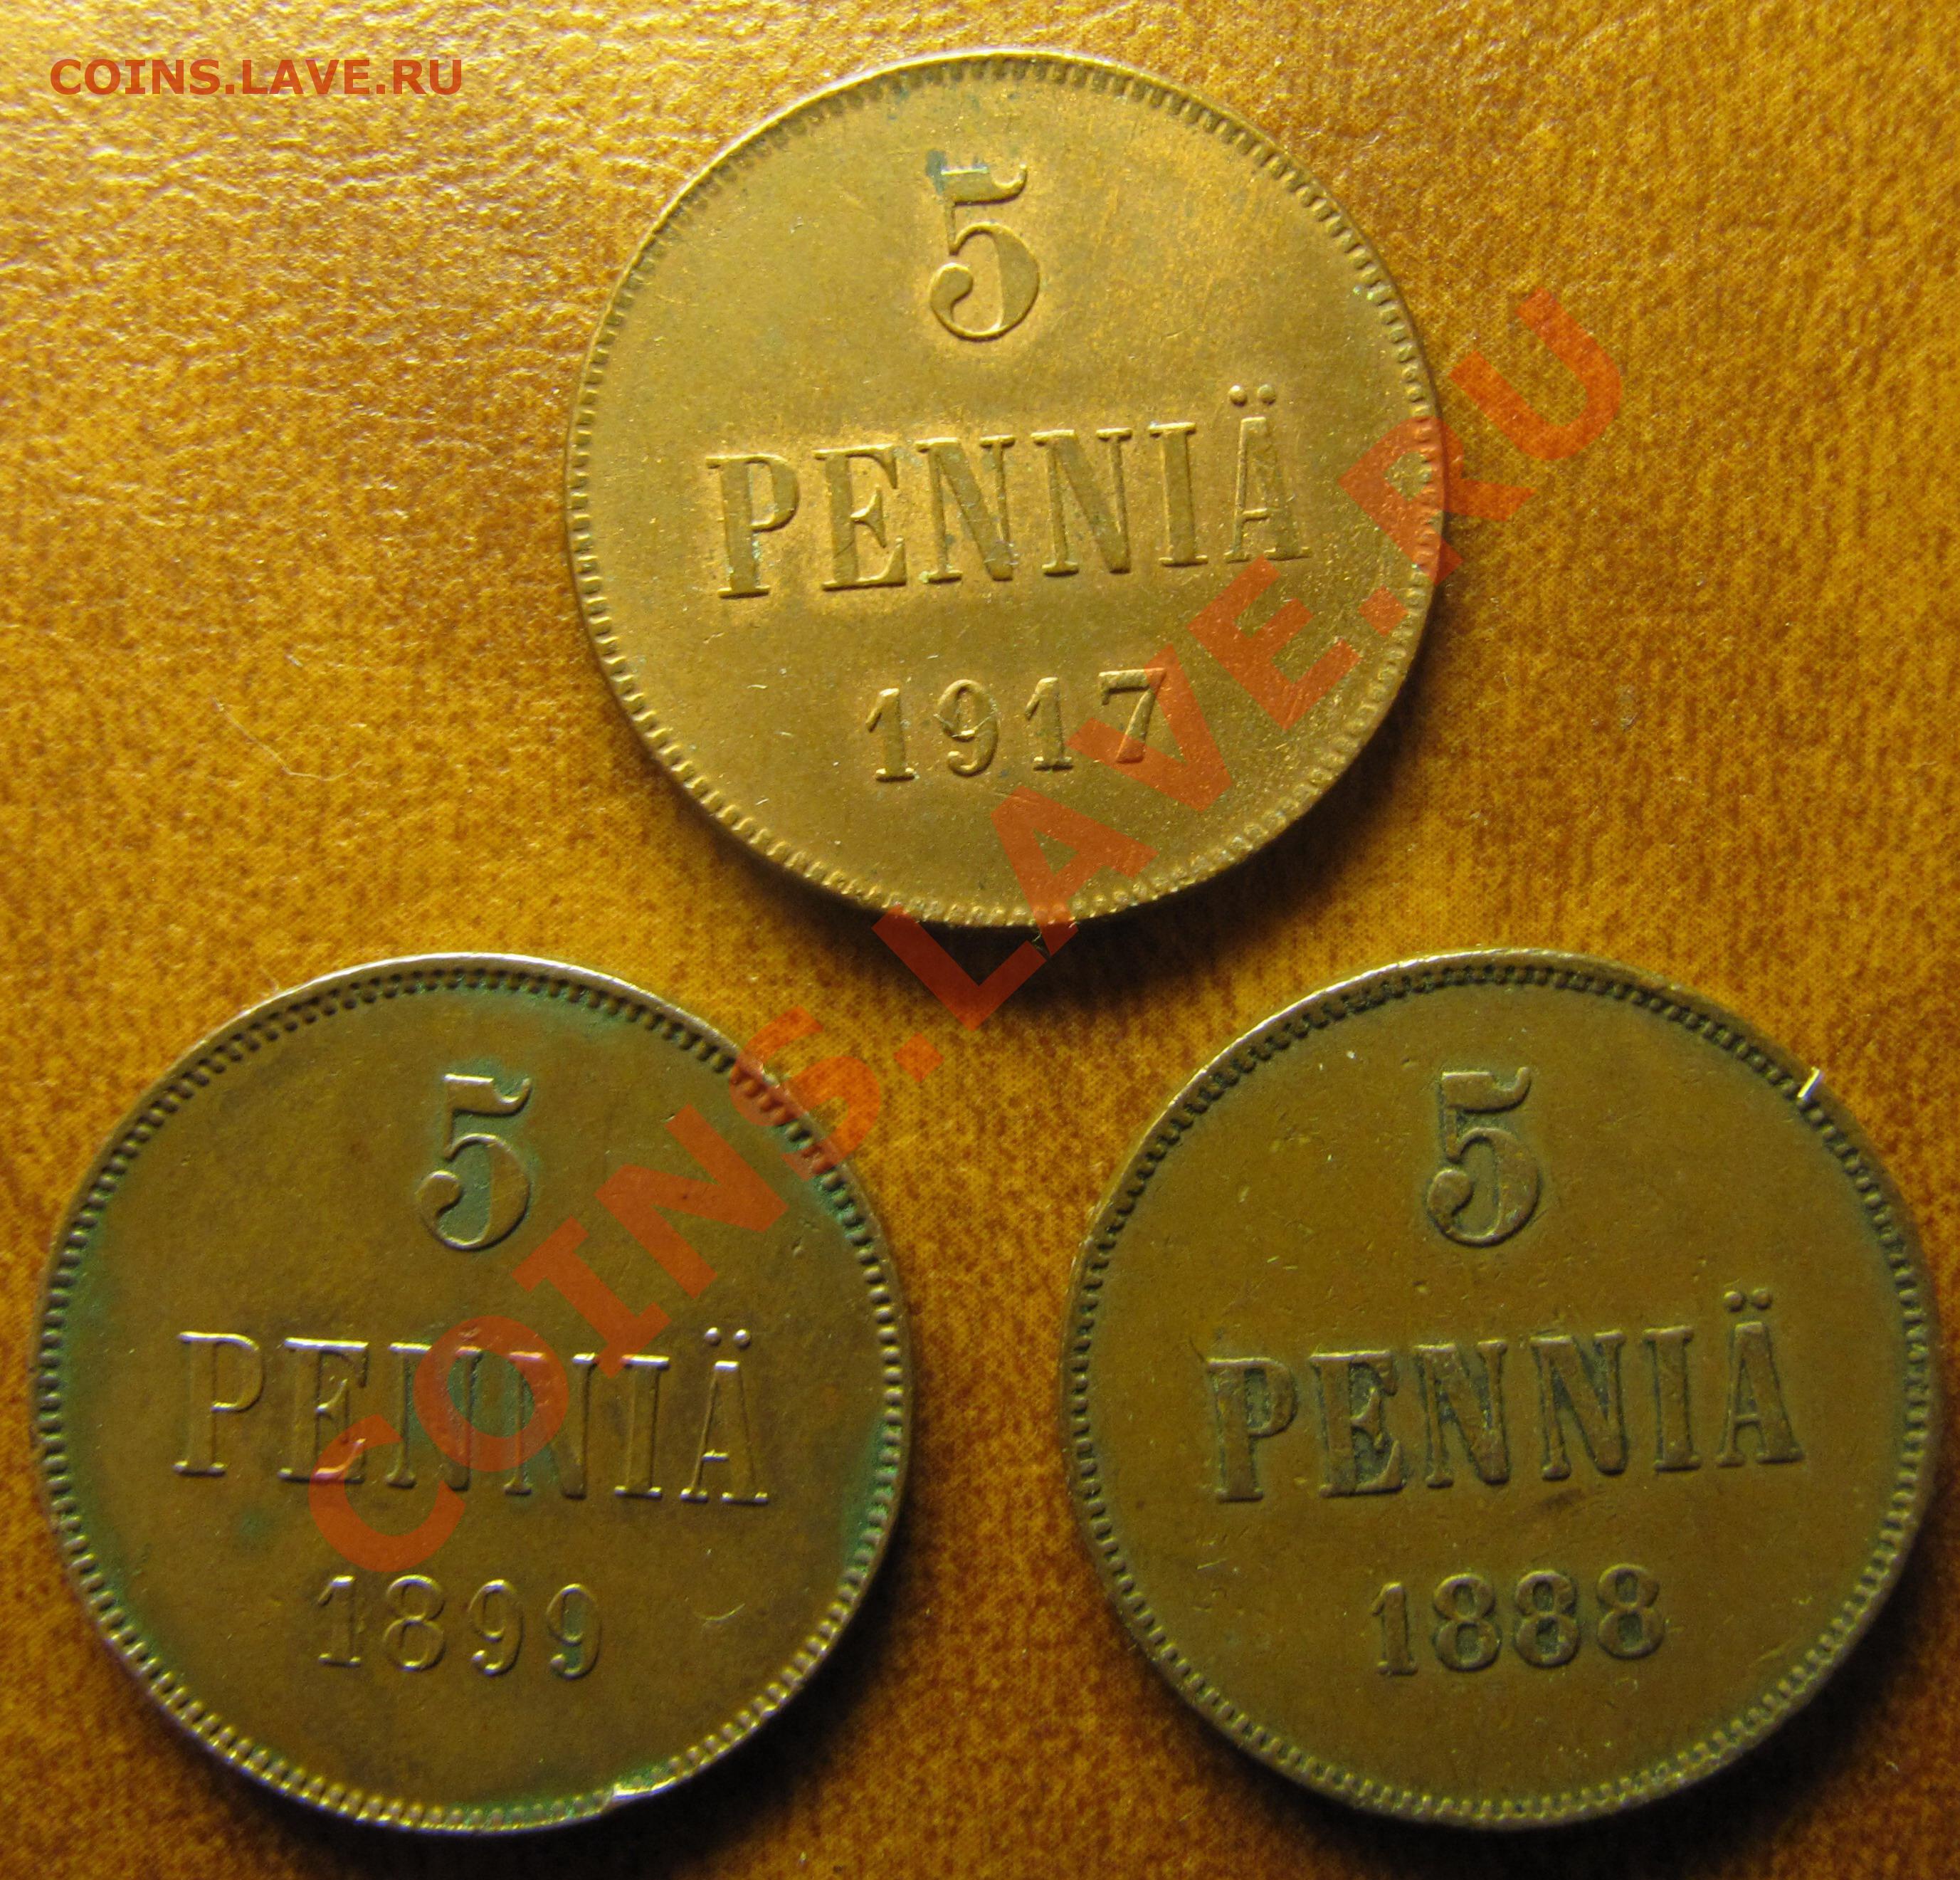 COINS.LAVE.RU
5
PENNIÄ
1917
COINS.LAVE.RU
5
PENNIÄ
1899
5
PENNIÄ
1888